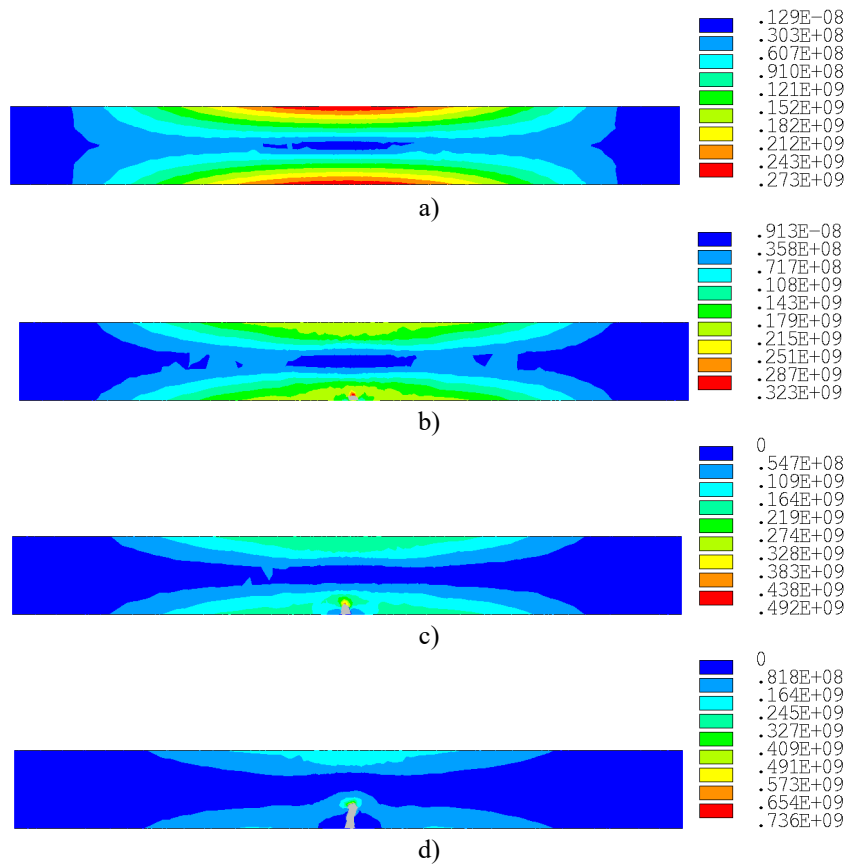 .129E-08
.303E+08
.607E+08
.910E+08
.121E+09
.152E+09
.182E+09
.212E+09
.243E+09
.273E+09
a)
.913E-08
.358E+08
.717E+08
.108E+09
.143E+09
.179E+09
.215E+09
.251E+09
.287E+09
.323E+09
b)
0
.547E+08
.109E+09
.164E+09
.219E+09
.274E+09
.328E+09
.383E+09
.438E+09
.492E+09
c)
0
.818E+08
.164E+09
.245E+09
.327E+09
.409E+09
.491E+09
.573E+09
.654E+09
.736E+09
d)